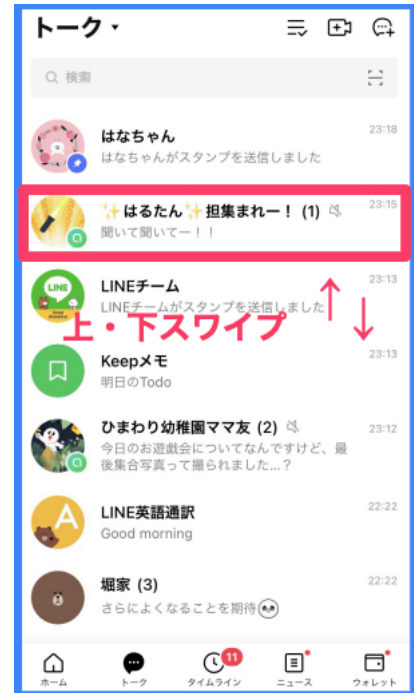 トーク
検索
はなちゃん
23:18
はなちゃんがスタンプを送信しました
✨はるたん✨担集まれー！ (1)
23:15
聞いて聞いてー！！
LINE
LINEチーム
23:13
LINEチームがスタンプを送信しました
上・下スワイプ
↑↓
Keepメモ
23:13
明日のTodo
ひまわり幼稚園ママ友 (2)
23:12
今日のお遊戯会についてなんですけど、最
後集合写真って撮られました...？
A
LINE英語通訳
22:22
Good morning
堀家 (3)
22:22
さらによくなることを期待
11
ホーム
トーク
タイムライン
ニュース
ウォレット